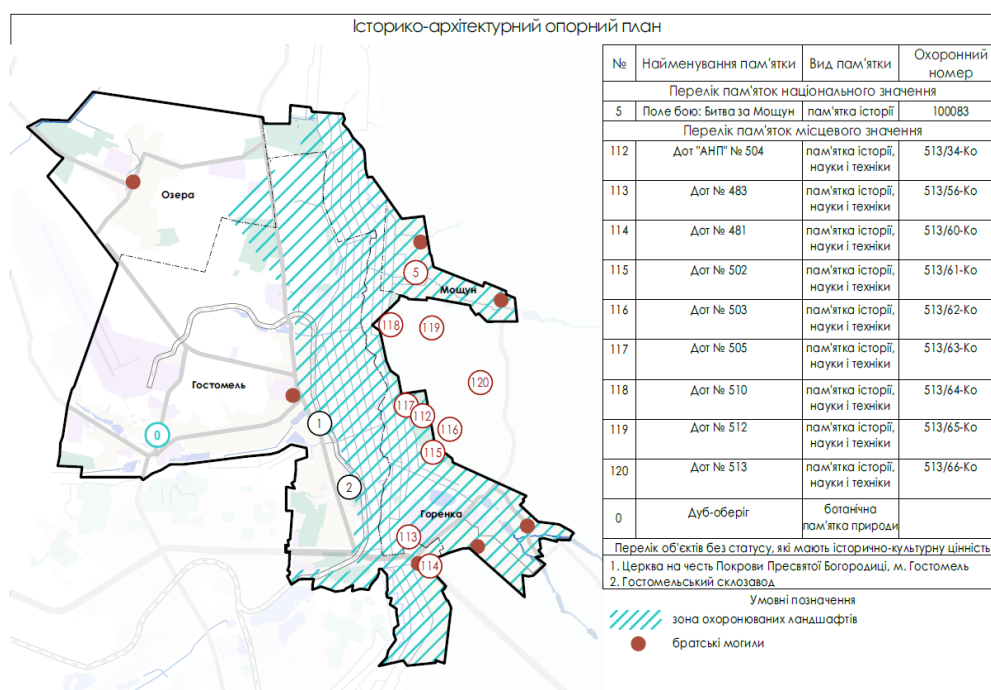 Історико-архітектурний опорний план
№ Найменування пам'ятки Вид пам'ятки Охоронний номер
Перелік пам'яток національного значення
5 Поле бою: Битва за Мощун пам'ятка історії 100083
Перелік пам'яток місцевого значення
112 Дот "АНП" № 504 пам'ятка історії, науки і техніки 513/34-Ко
113 Дот № 483 пам'ятка історії, науки і техніки 513/56-Ко
114 Дот № 481 пам'ятка історії, науки і техніки 513/60-Ко
115 Дот № 502 пам'ятка історії, науки і техніки 513/61-Ко
116 Дот № 503 пам'ятка історії, науки і техніки 513/62-Ко
117 Дот № 505 пам'ятка історії, науки і техніки 513/63-Ко
118 Дот № 510 пам'ятка історії, науки і техніки 513/64-Ко
119 Дот № 512 пам'ятка історії, науки і техніки 513/65-Ко
120 Дот № 513 пам'ятка історії, науки і техніки 513/66-Ко
0 Дуб-оберіг ботанічна пам'ятка природи
Перелік об'єктів без статусу, які мають історично-культурну цінність
1. Церква на честь Покрови Пресвятої Богородиці, м. Гостомель
2. Гостомельський склозавод
Умовні позначення
зона охоронюваних ландшафтів
братські могили
Озера
5
Мощун
118
119
120
Гостомель
117
112
116
115
0
1
2
Горенка
113
114